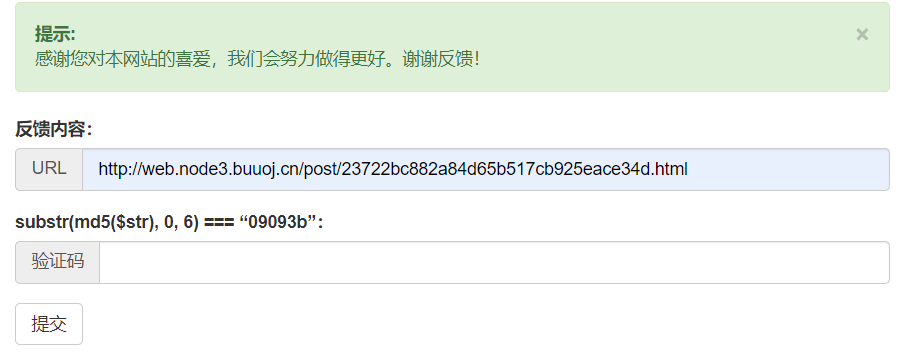 提示:
感谢您对本网站的喜爱，我们会努力做得更好。谢谢反馈！
×
反馈内容:
URL http://web.node3.buuoj.cn/post/23722bc882a84d65b517cb925eace34d.html
substr(md5($str), 0, 6) === “09093b”:
验证码
提交